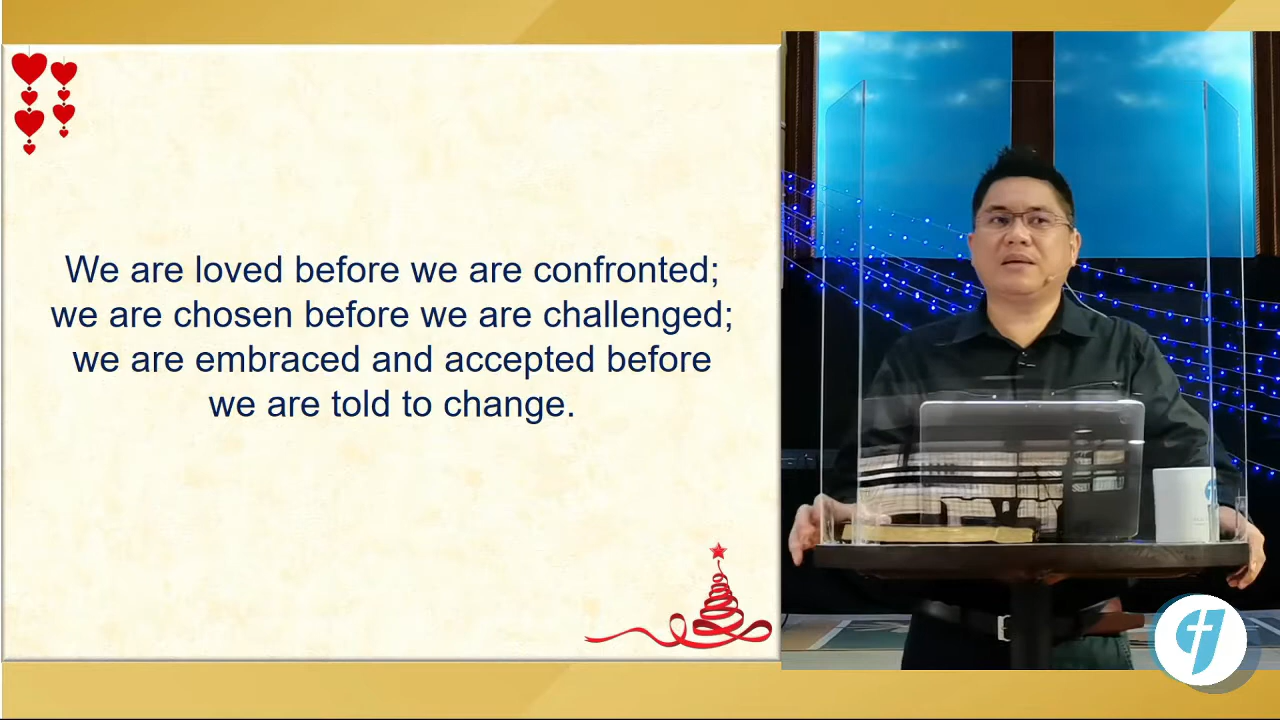 We are loved before we are confronted;
we are chosen before we are challenged;
we are embraced and accepted before
we are told to change.